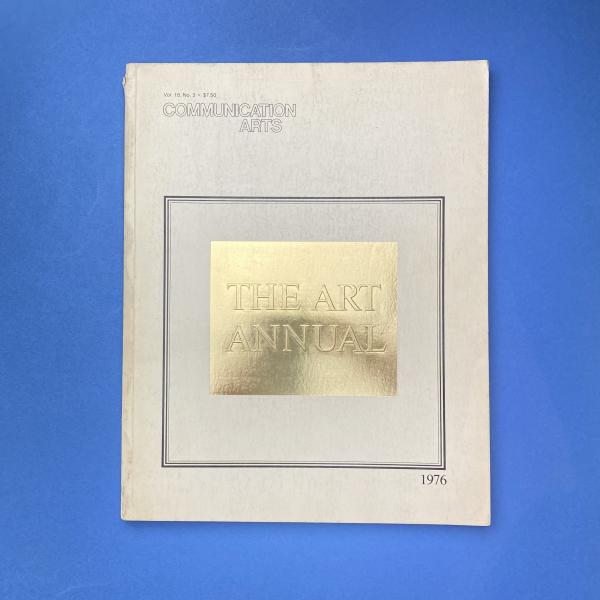 Vol. 18, No. 3 • $7.50
COMMUNICATION
ARTS
THE ART
ANNUAL
1976